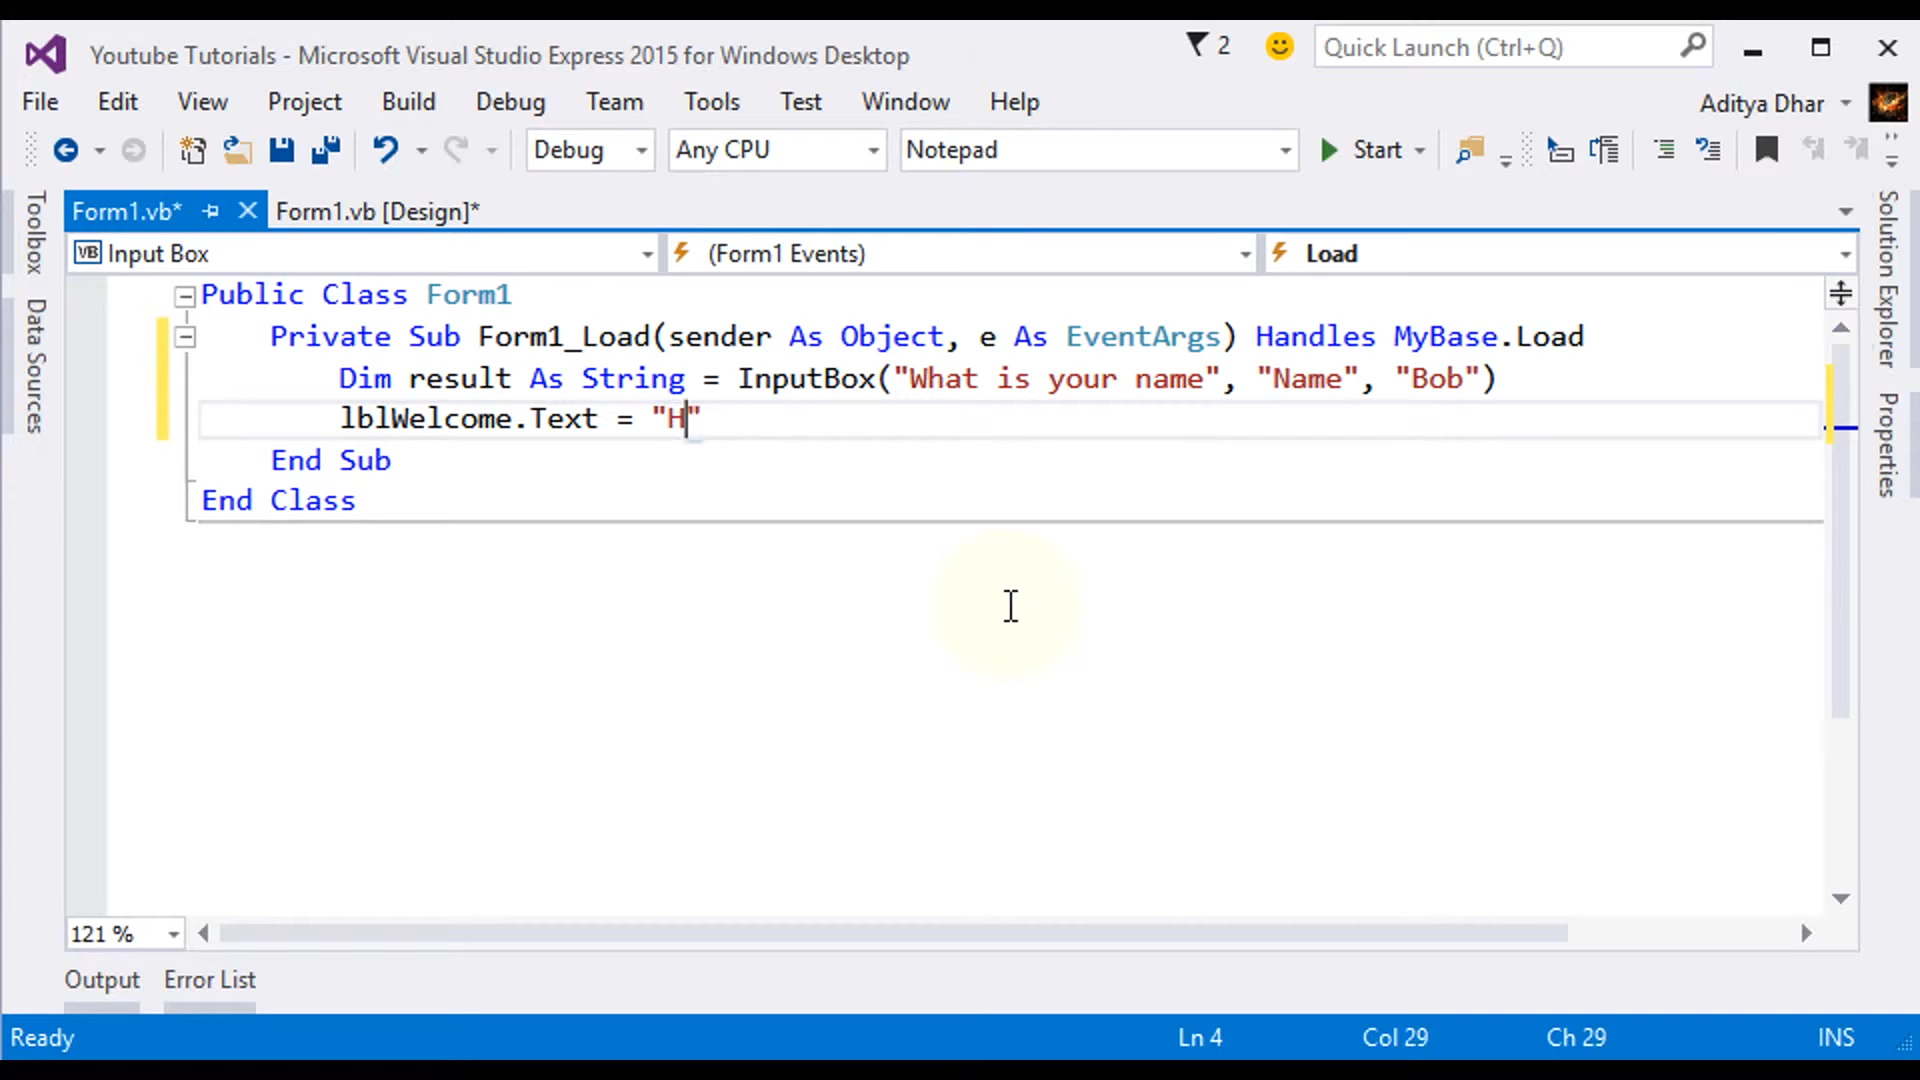 Youtube Tutorials - Microsoft Visual Studio Express 2015 for Windows Desktop
2
Quick Launch (Ctrl+Q)
File Edit View Project Build Debug Team Tools Test Window Help
Aditya Dhar
Debug Any CPU Notepad Start
Toolbox
Data Sources
Form1.vb* Form1.vb [Design]*
VB Input Box (Form1 Events) Load
Public Class Form1
Private Sub Form1_Load(sender As Object, e As EventArgs) Handles MyBase.Load
Dim result As String = InputBox("What is your name", "Name", "Bob")
lblWelcome.Text = "H"
End Sub
End Class
Solution Explorer
Properties
121 %
Output Error List
Ready Ln 4 Col 29 Ch 29 INS